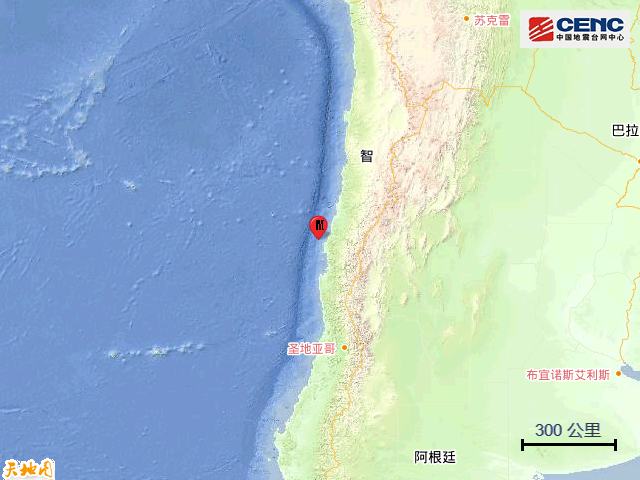 苏克雷
CENC
中国地震台网中心
巴拉
智
圣地亚哥
布宜诺斯艾利斯
300 公里
阿根廷
天地图